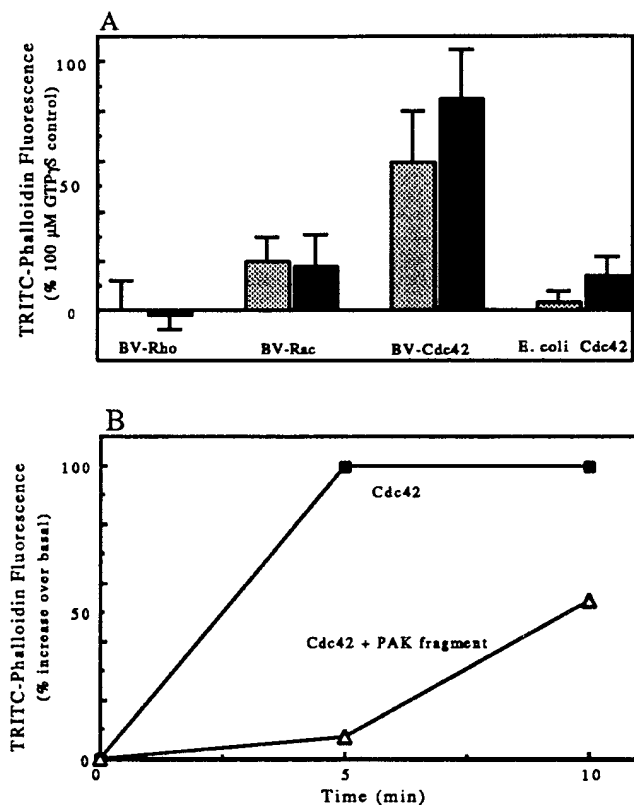 A
TRITC-Phalloidin Fluorescence
(% 100 µM GTPγS control)
100
50
0
BV-Rho
BV-Rac
BV-Cdc42
E. coli Cdc42
B
TRITC-Phalloidin Fluorescence
(% increase over basal)
100
50
0
Cdc42
Cdc42 + PAK fragment
0
5
10
Time (min)